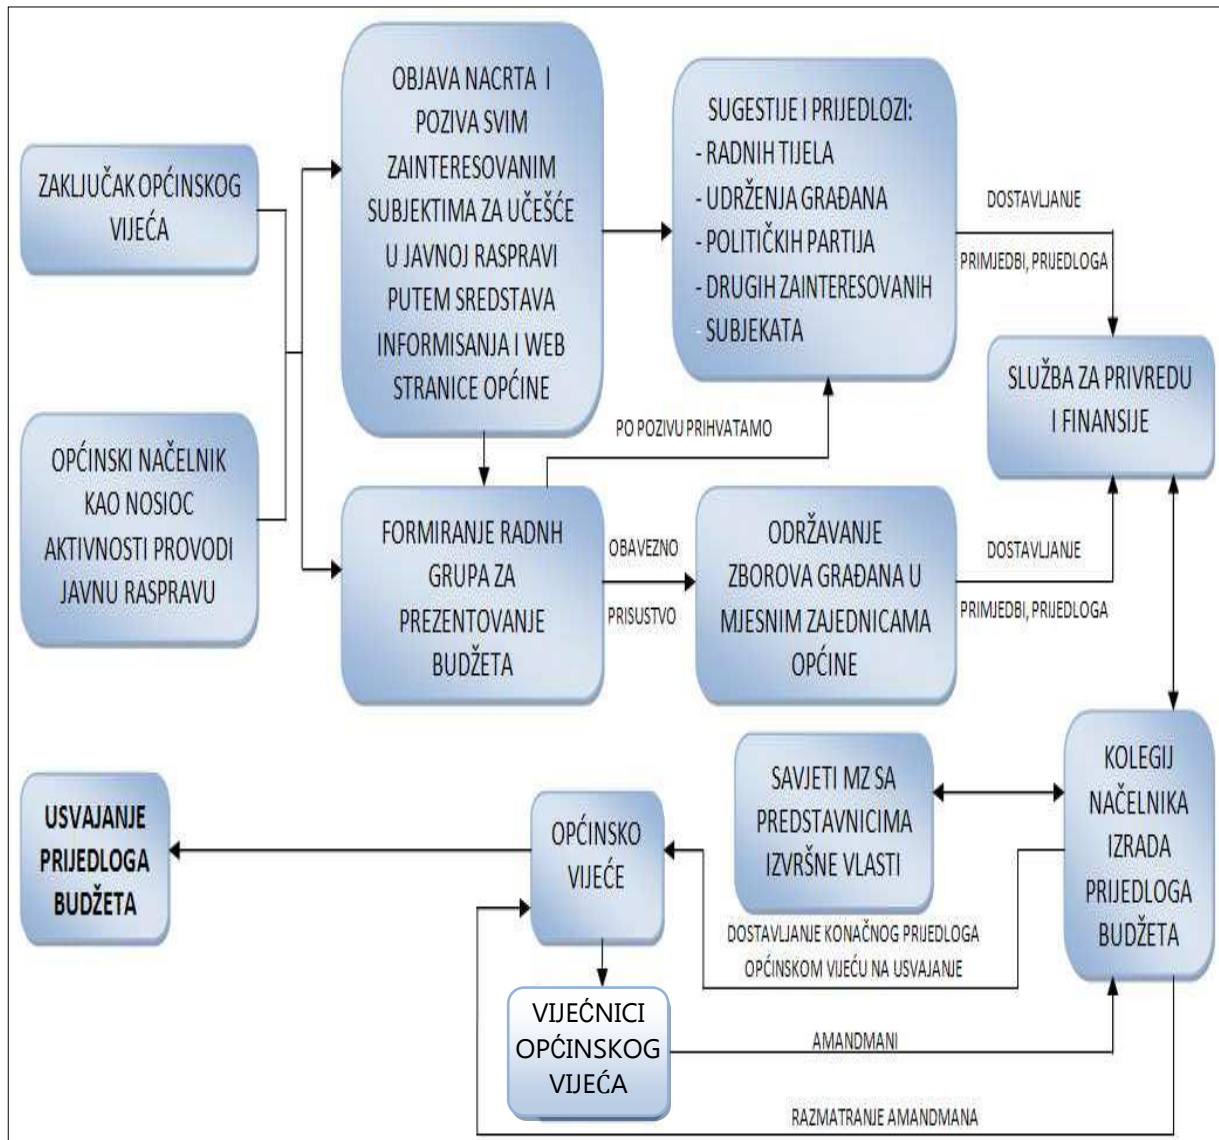 ZAKLJUČAK OPĆINSKOG
VIJEĆA
OPĆINSKI NAČELNIK
KAO NOSIOC
AKTIVNOSTI PROVODI
JAVNU RASPRAVU
OBJAVA NACRTA I
POZIVA SVIM
ZAINTERESOVANIM
SUBJEKTIMA ZA UČEŠĆE
U JAVNOJ RASPRAVI
PUTEM SREDSTAVA
INFORMISANJA I WEB
STRANICE OPĆINE
SUGESTIJE I PRIJEDLOZI:
- RADNIH TIJELA
- UDRŽENJA GRAĐANA
- POLITIČKIH PARTIJA
- DRUGIH ZAINTERESOVANIH
- SUBJEKATA
DOSTAVLJANJE
PRIMJEDBI, PRIJEDLOGA
SLUŽBA ZA PRIVREDU
I FINANSIJE
PO POZIVU PRIHVATAMO
FORMIRANJE RADNH
GRUPA ZA
PREZENTOVANJE
BUDŽETA
OBAVEZNO
PRISUSTVO
ODRŽAVANJE
ZBOROVA GRAĐANA U
MJESNIM ZAJEDNICAMA
OPĆINE
DOSTAVLJANJE
PRIMJEDBI, PRIJEDLOGA
KOLEGIJ
NAČELNIKA
IZRADA
PRIJEDLOGA
BUDŽETA
SAVJETI MZ SA
PREDSTAVNICIMA
IZVRŠNE VLASTI
DOSTAVLJANJE KONAČNOG PRIJEDLOGA
OPĆINSKOM VIJEĆU NA USVAJANJE
OPĆINSKO
VIJEĆE
USVAJANJE
PRIJEDLOGA
BUDŽETA
VIJEĆNICI
OPĆINSKOG
VIJEĆA
AMANDMANI
RAZMATRANJE AMANDMANA